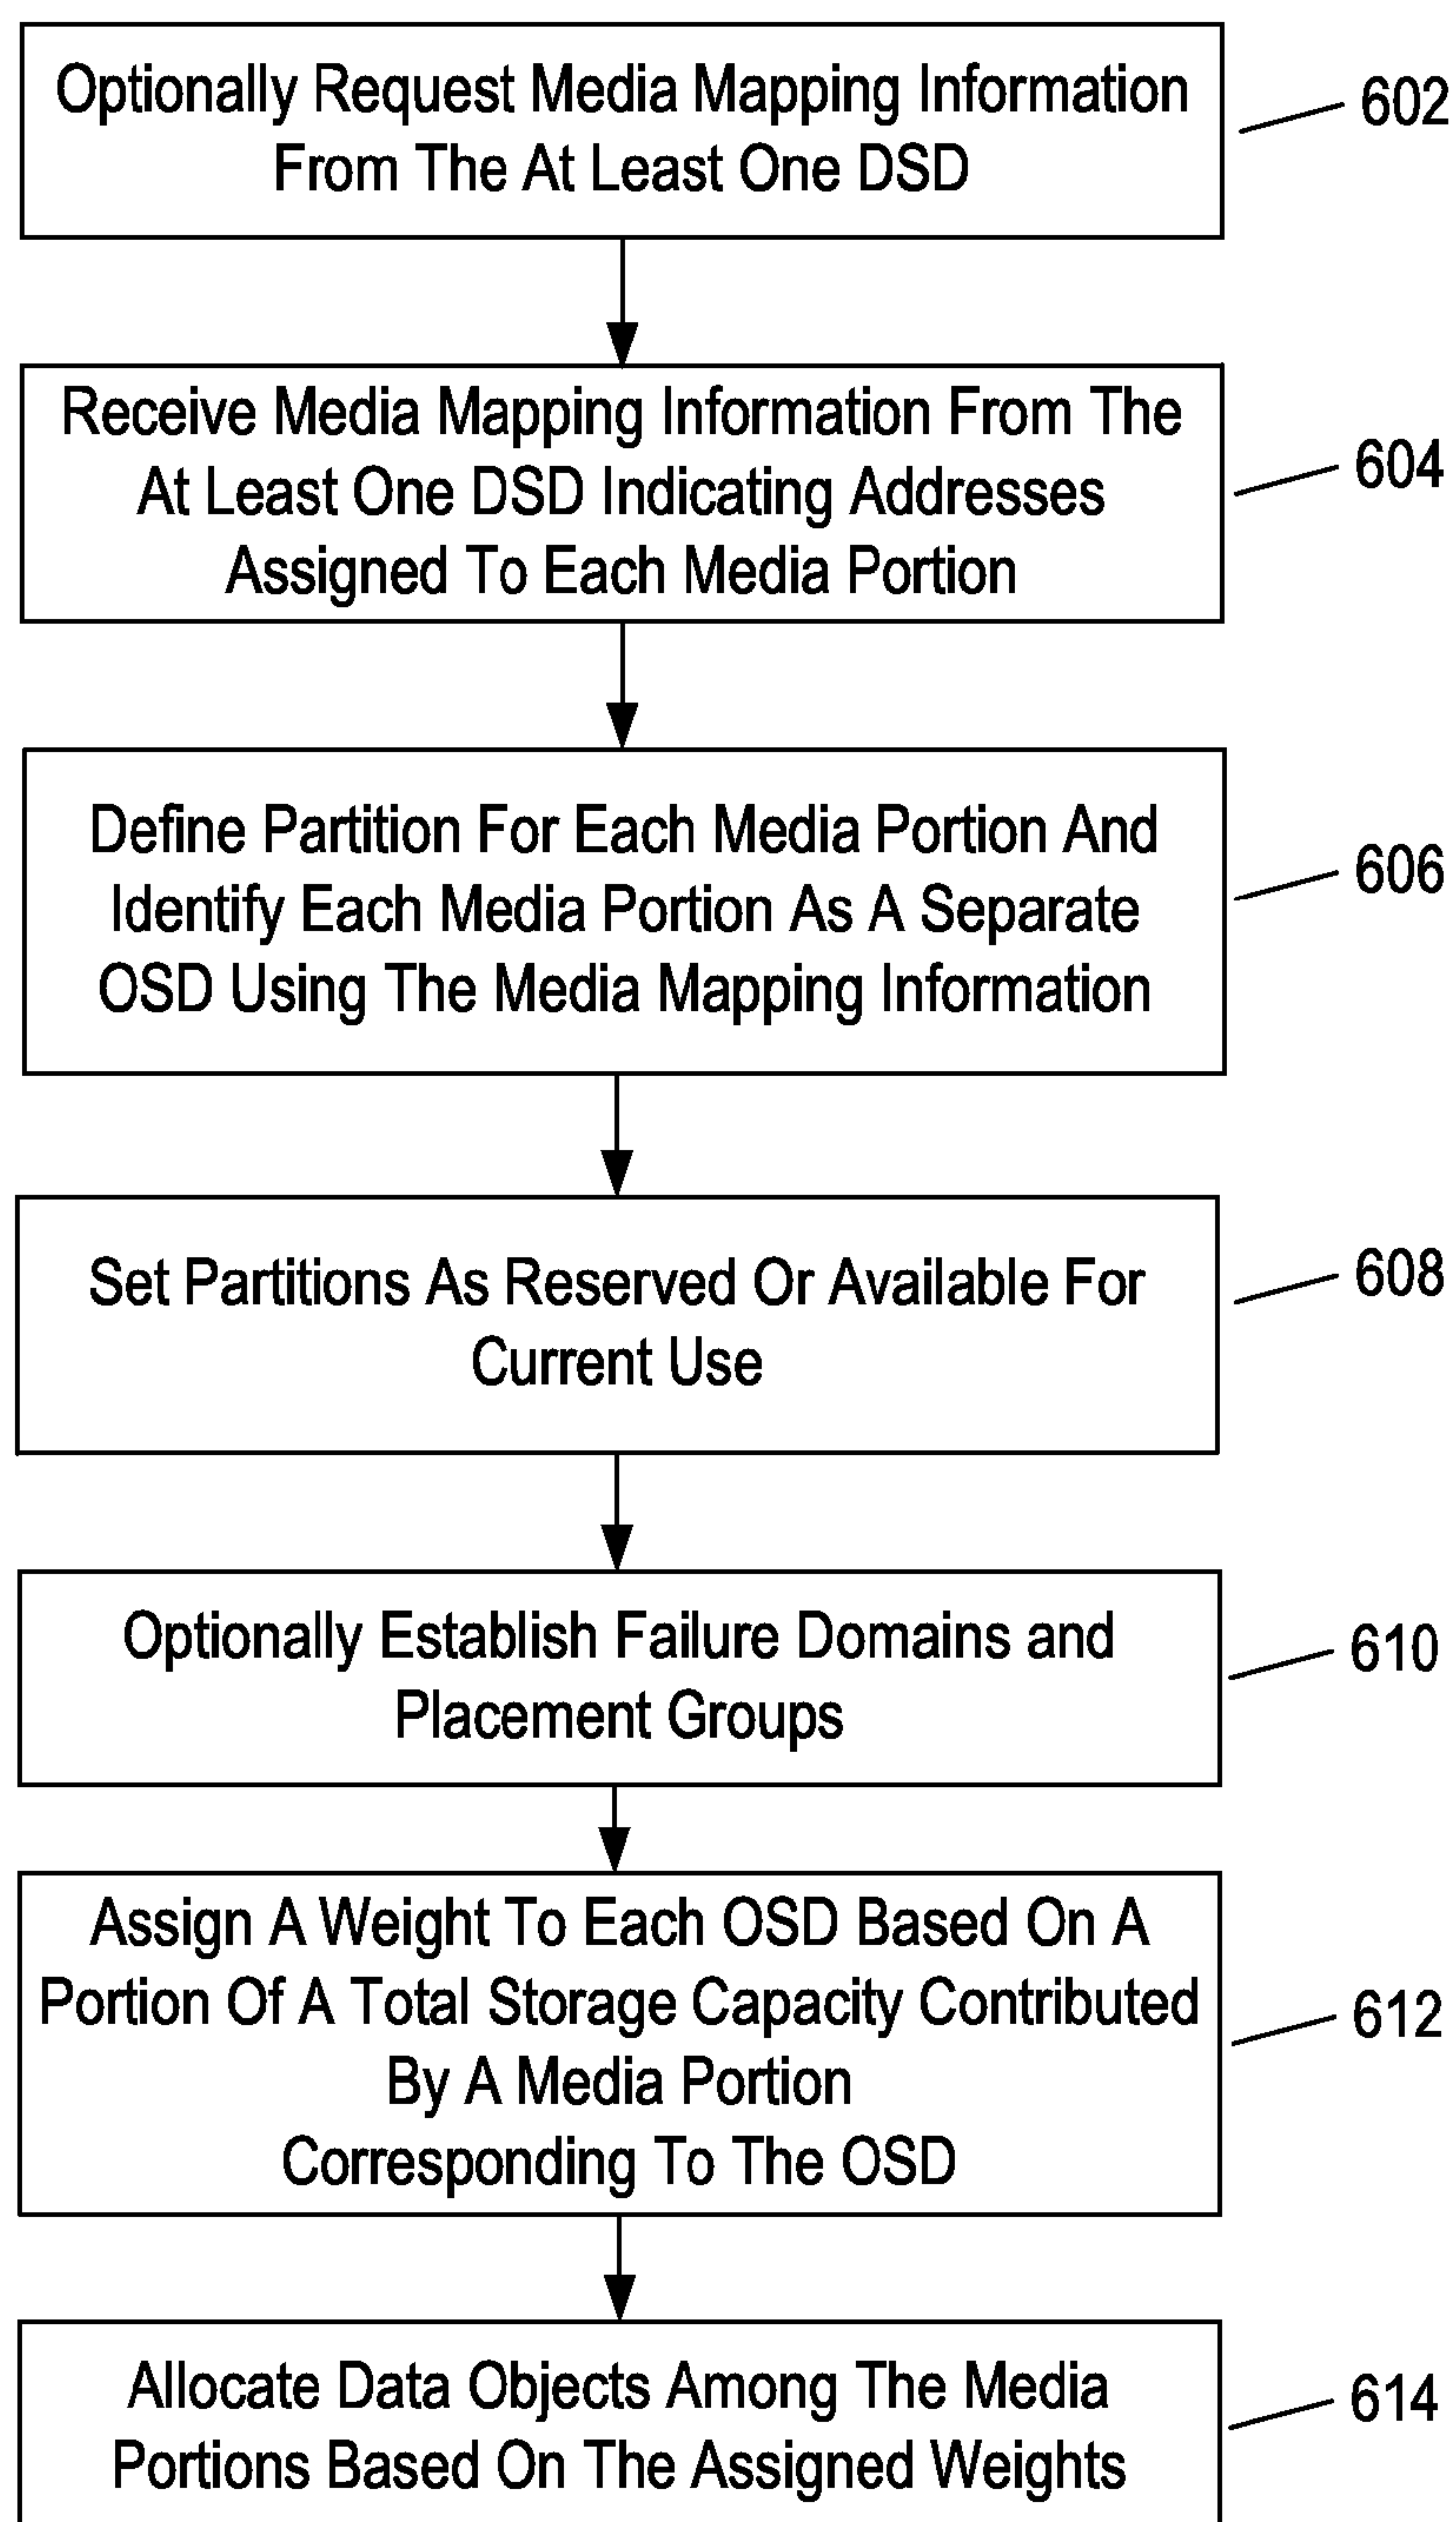 Optionally Request Media Mapping Information
From The At Least One DSD
602
Receive Media Mapping Information From The
At Least One DSD Indicating Addresses
Assigned To Each Media Portion
604
Define Partition For Each Media Portion And
Identify Each Media Portion As A Separate
OSD Using The Media Mapping Information
606
Set Partitions As Reserved Or Available For
Current Use
608
Optionally Establish Failure Domains and
Placement Groups
610
Assign A Weight To Each OSD Based On A
Portion Of A Total Storage Capacity Contributed
By A Media Portion
Corresponding To The OSD
612
Allocate Data Objects Among The Media
Portions Based On The Assigned Weights
614